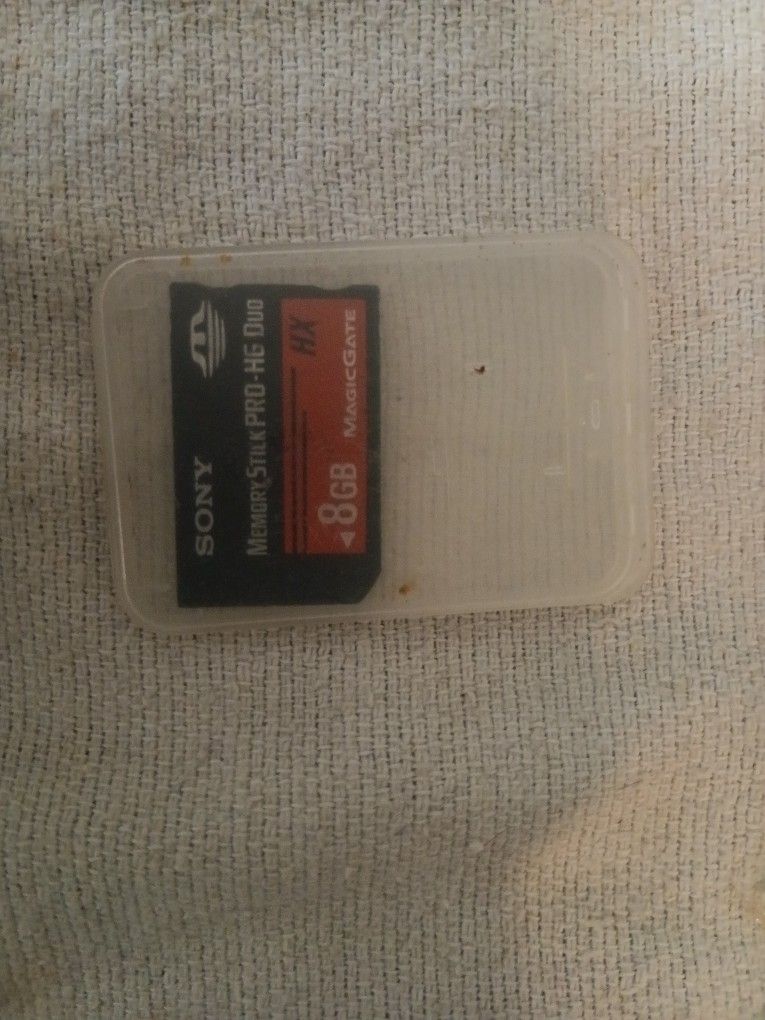 SONY
MEMORY STICK PRO-HG DUO
HX
8GB MAGICGATE